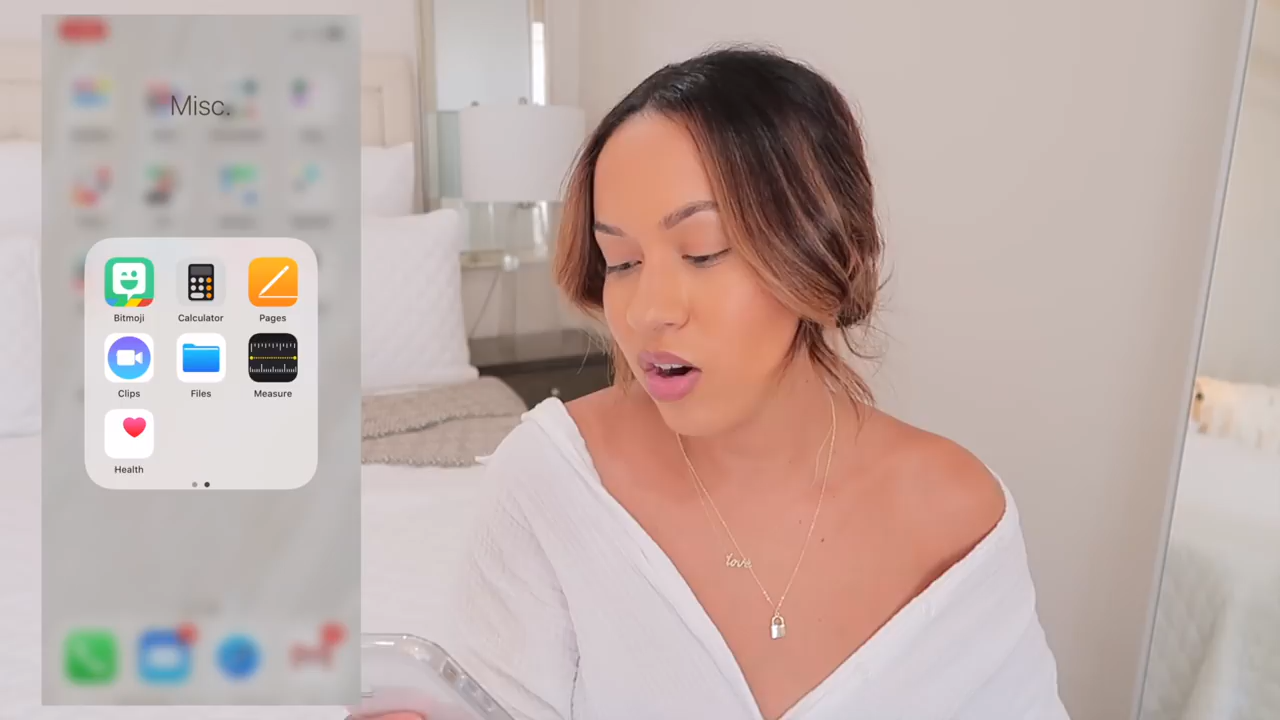 Misc.
Bitmoji Calculator Pages
Clips Files Measure
Health
love